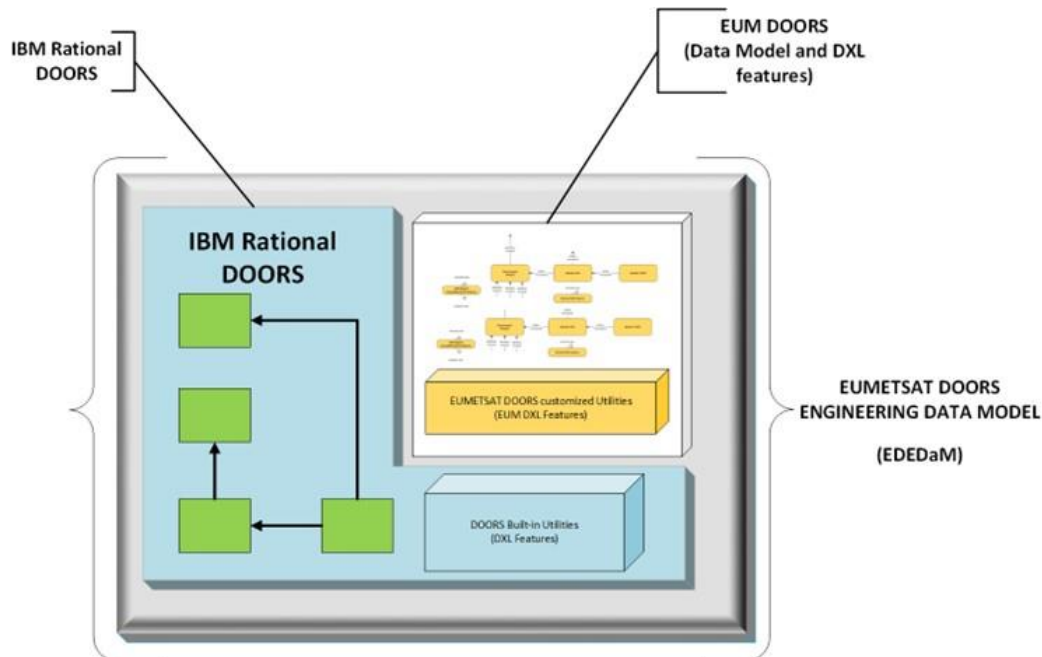 IBM Rational
DOORS
EUM DOORS
(Data Model and DXL
features)
IBM Rational
DOORS
EUMETSAT DOORS customized Utilities
(EUM DXL Features)
DOORS Built-in Utilities
(DXL Features)
EUMETSAT DOORS
ENGINEERING DATA MODEL
(EDEDaM)